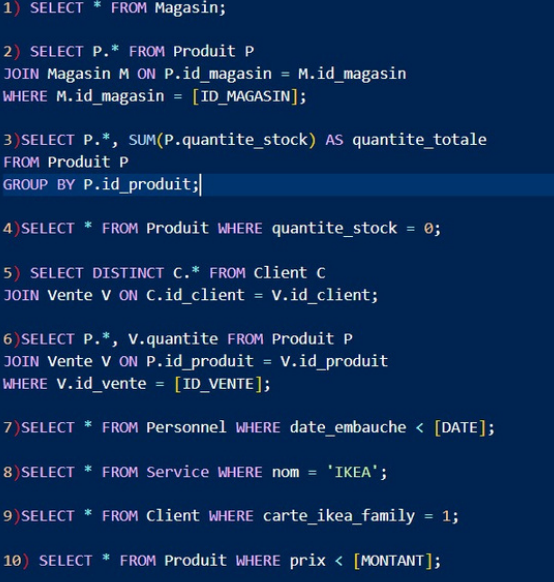 1) SELECT * FROM Magasin;
2) SELECT P.* FROM Produit P
JOIN Magasin M ON P.id_magasin = M.id_magasin
WHERE M.id_magasin = [ID_MAGASIN];
3)SELECT P.*, SUM(P.quantite_stock) AS quantite_totale
FROM Produit P
GROUP BY P.id_produit;
4)SELECT * FROM Produit WHERE quantite_stock = 0;
5) SELECT DISTINCT C.* FROM Client C
JOIN Vente V ON C.id_client = V.id_client;
6)SELECT P.*, V.quantite FROM Produit P
JOIN Vente V ON P.id_produit = V.id_produit
WHERE V.id_vente = [ID_VENTE];
7)SELECT * FROM Personnel WHERE date_embauche < [DATE];
8)SELECT * FROM Service WHERE nom = 'IKEA';
9)SELECT * FROM Client WHERE carte_ikea_family = 1;
10) SELECT * FROM Produit WHERE prix < [MONTANT];